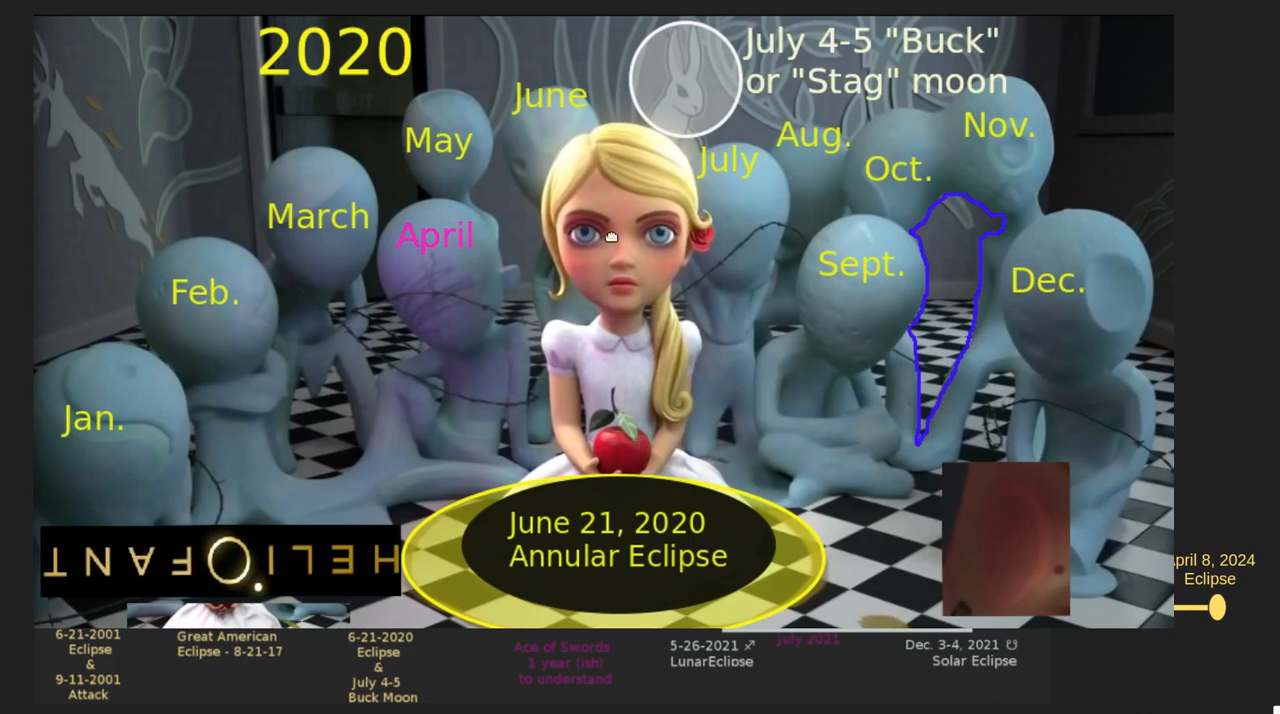 2020
July 4-5 "Buck"
or "Stag" moon
June
May
Aug.
Nov.
July
Oct.
March
April
Sept.
Feb.
Dec.
Jan.
June 21, 2020
Annular Eclipse
HELIOFANT
April 8, 2024
Eclipse
6-21-2001
Eclipse
&
9-11-2001
Attack
Great American
Eclipse - 8-21-17
6-21-2020
Eclipse
&
July 4-5
Buck Moon
Ace of Swords
1 year (ish)
to understand
5-26-2021 ♐
LunarEclipse
July 2021
Dec. 3-4, 2021 ☋
Solar Eclipse